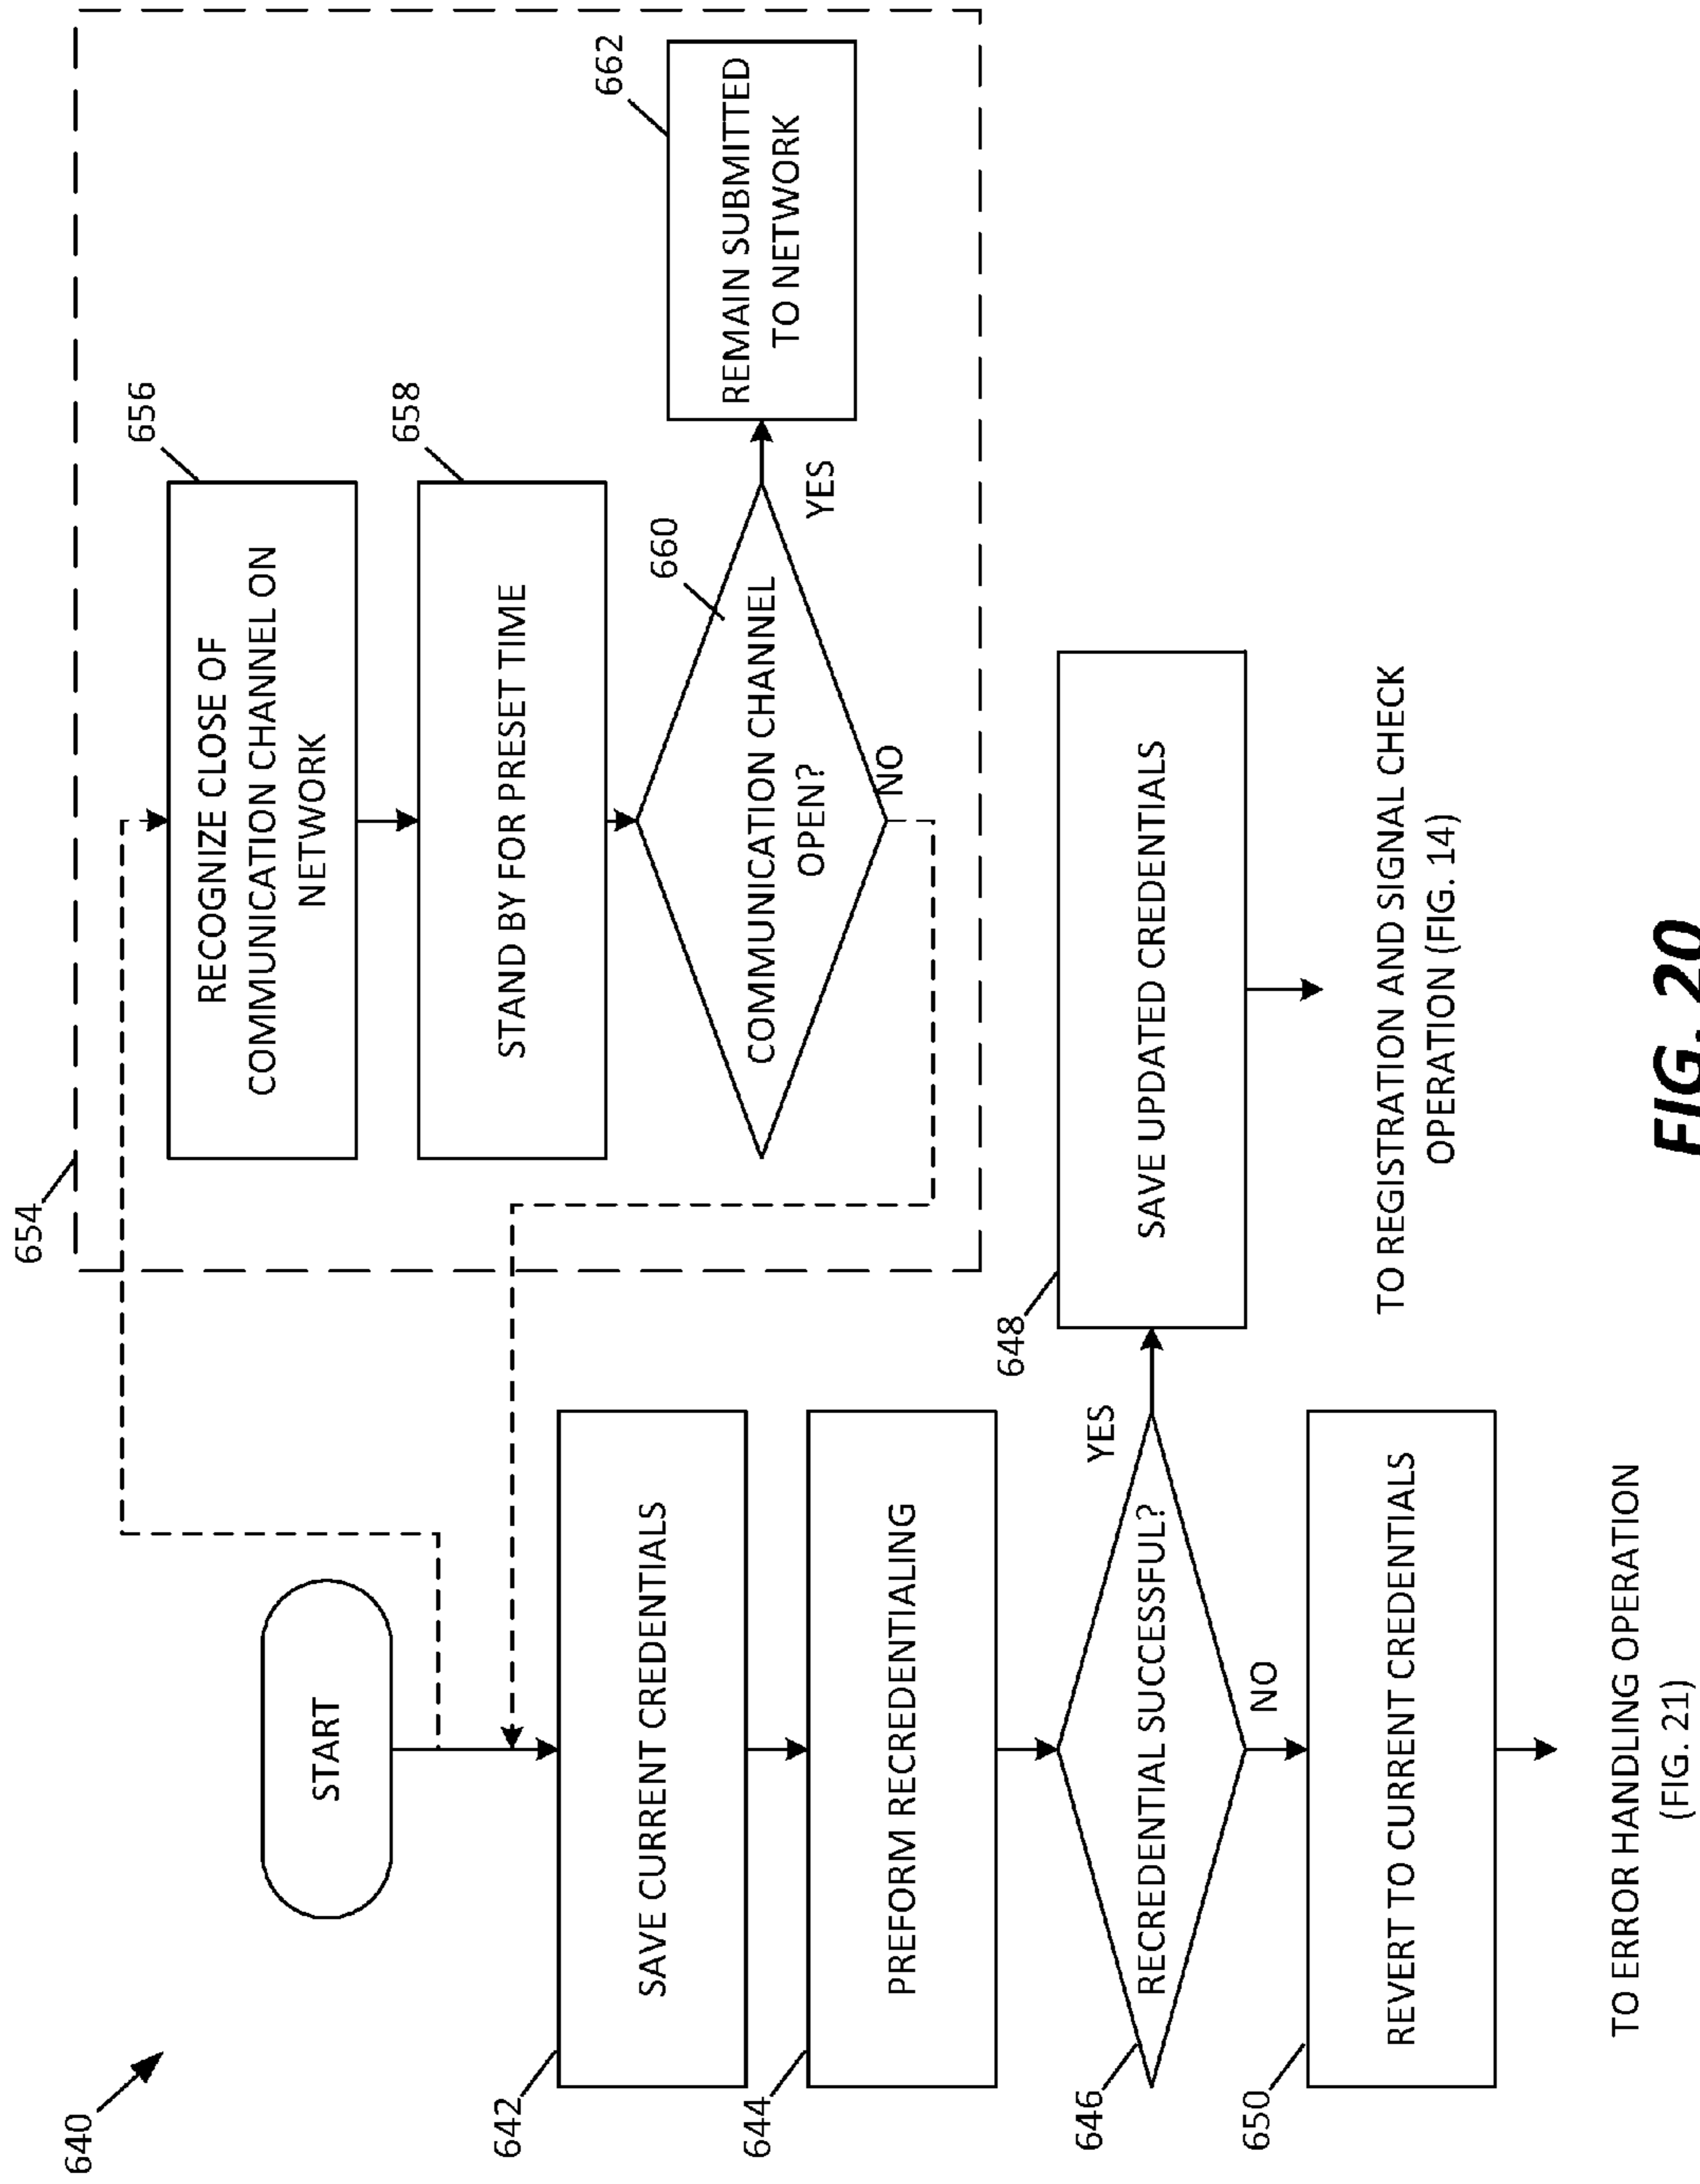 640
START
642
SAVE CURRENT CREDENTIALS
644
PREFORM RECREDENTIALING
646
RECREDENTIAL SUCCESSFUL?
YES
NO
648
SAVE UPDATED CREDENTIALS
TO REGISTRATION AND SIGNAL CHECK
OPERATION (FIG. 14)
650
REVERT TO CURRENT CREDENTIALS
TO ERROR HANDLING OPERATION
(FIG. 21)
654
656
RECOGNIZE CLOSE OF
COMMUNICATION CHANNEL ON
NETWORK
658
STAND BY FOR PRESET TIME
660
COMMUNICATION CHANNEL
OPEN?
YES
NO
662
REMAIN SUBMITTED
TO NETWORK
FIG. 20